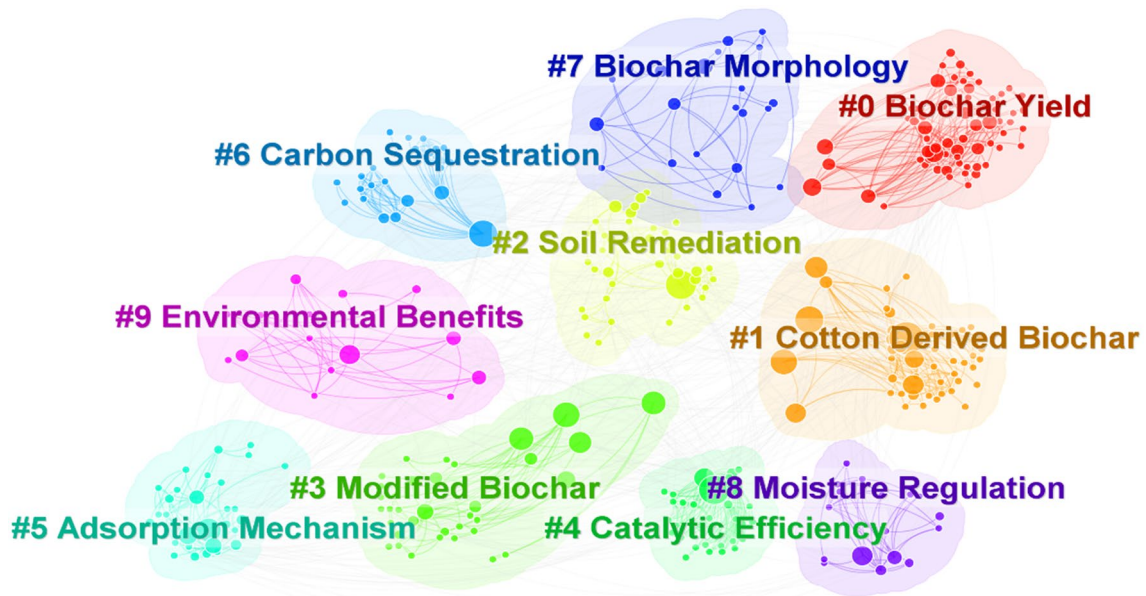 #7 Biochar Morphology
#0 Biochar Yield
#6 Carbon Sequestration
#2 Soil Remediation
#9 Environmental Benefits
#1 Cotton Derived Biochar
#3 Modified Biochar
#8 Moisture Regulation
#5 Adsorption Mechanism
#4 Catalytic Efficiency